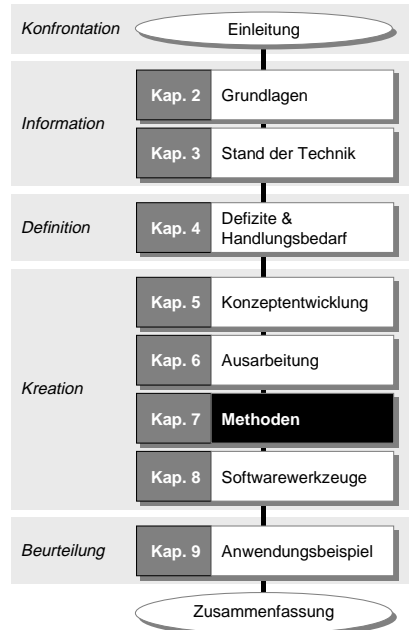 Konfrontation Einleitung
Information
Kap. 2 Grundlagen
Kap. 3 Stand der Technik
Definition
Kap. 4 Defizite &
Handlungsbedarf
Kreation
Kap. 5 Konzeptentwicklung
Kap. 6 Ausarbeitung
Kap. 7 Methoden
Kap. 8 Softwarewerkzeuge
Beurteilung Kap. 9 Anwendungsbeispiel
Zusammenfassung